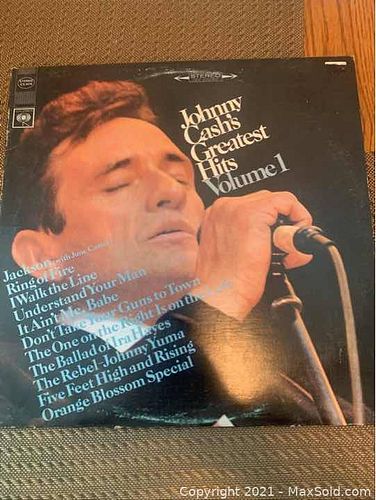 STEREO
Johnny
Cash's
Greatest
Hits
Volume 1
Jackson (with June Carter)
Ring of Fire
I Walk the Line
Understand Your Man
It Ain't Me, Babe
Don't Take Your Guns to Town
The One on the Right Is on the Left
The Ballad of Ira Hayes
The Rebel-Johnny Yuma
Five Feet High and Rising
Orange Blossom Special
Copyright 2021 - MaxSold.com